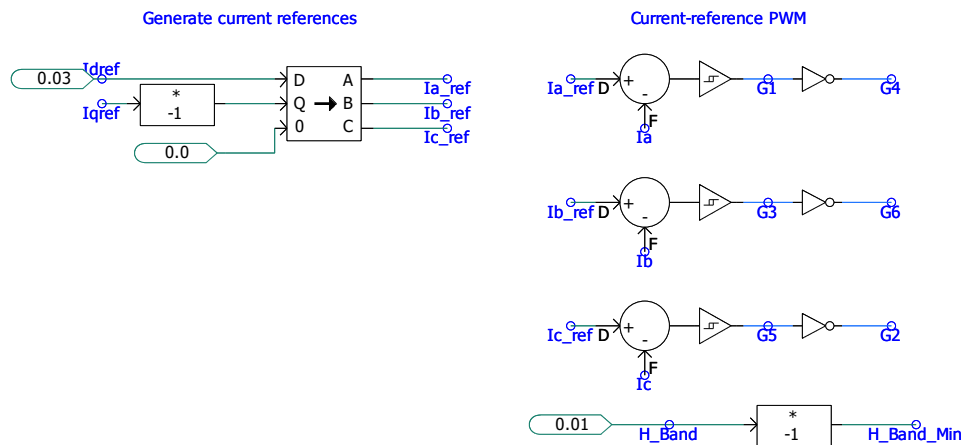 Generate current references
Current-reference PWM
0.03
Idref
D
A
Ia_ref
Iqref
*
-1
Q
B
Ib_ref
0.0
0
C
Ic_ref
Ia_ref
D
+
-
F
Ia
G1
G4
Ib_ref
D
+
-
F
Ib
G3
G6
Ic_ref
D
+
-
F
Ic
G5
G2
0.01
H_Band
*
-1
H_Band_Min